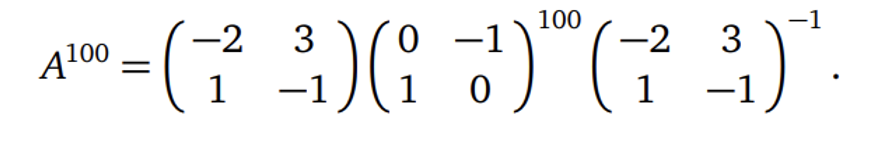 $A^{100} = \begin{pmatrix} -2 & 3 \\ 1 & -1 \end{pmatrix} \begin{pmatrix} 0 & -1 \\ 1 & 0 \end{pmatrix}^{100} \begin{pmatrix} -2 & 3 \\ 1 & -1 \end{pmatrix}^{-1}.$